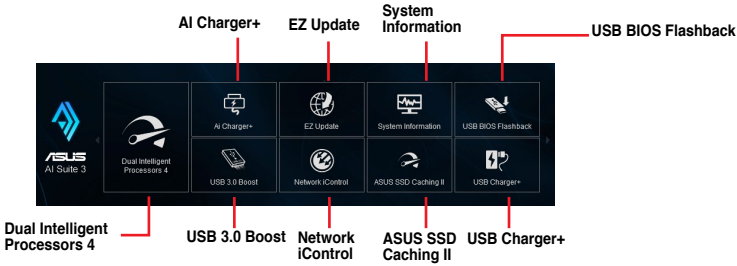 AI Charger+
EZ Update
System
Information
USB BIOS Flashback
Ai Charger+
EZ Update
System Information
USB BIOS Flashback
ASUS
AI Suite 3
Dual Intelligent
Processors 4
USB 3.0 Boost
Network iControl
ASUS SSD Caching II
USB Charger+
Dual Intelligent
Processors 4
USB 3.0 Boost
Network
iControl
ASUS SSD
Caching II
USB Charger+